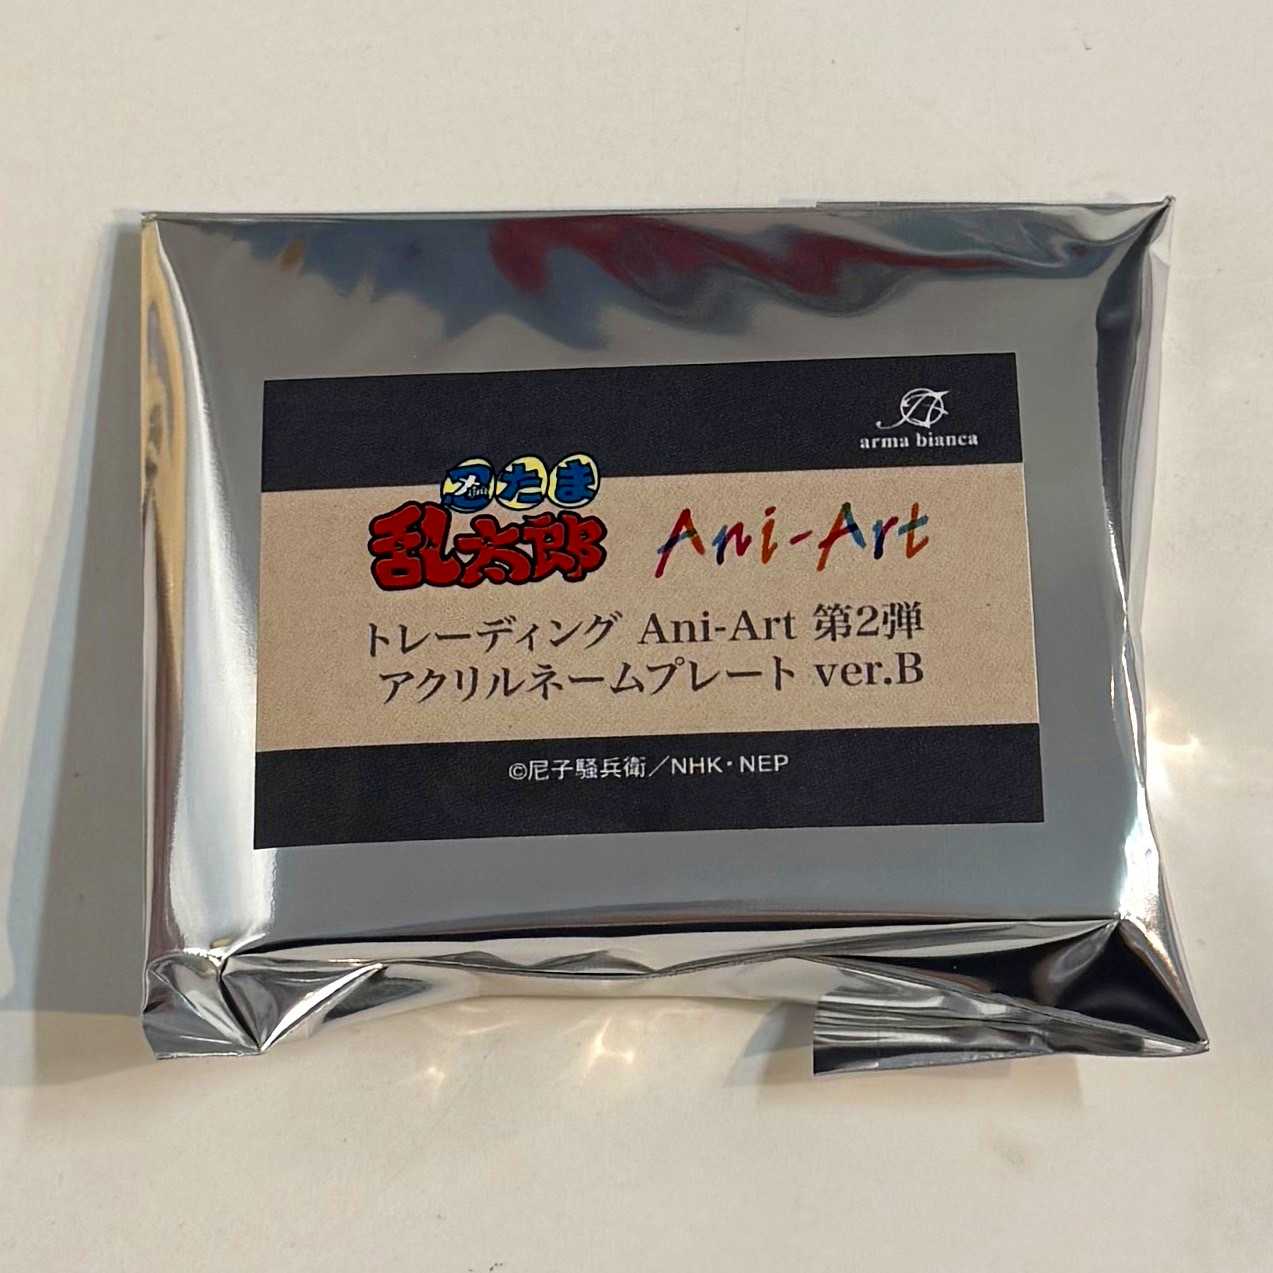 arma bianca
忍たま
乱太郎
Ani-Art
トレーディング Ani-Art 第2弾
アクリルネームプレート ver.B
©尼子騒兵衛／NHK・NEP